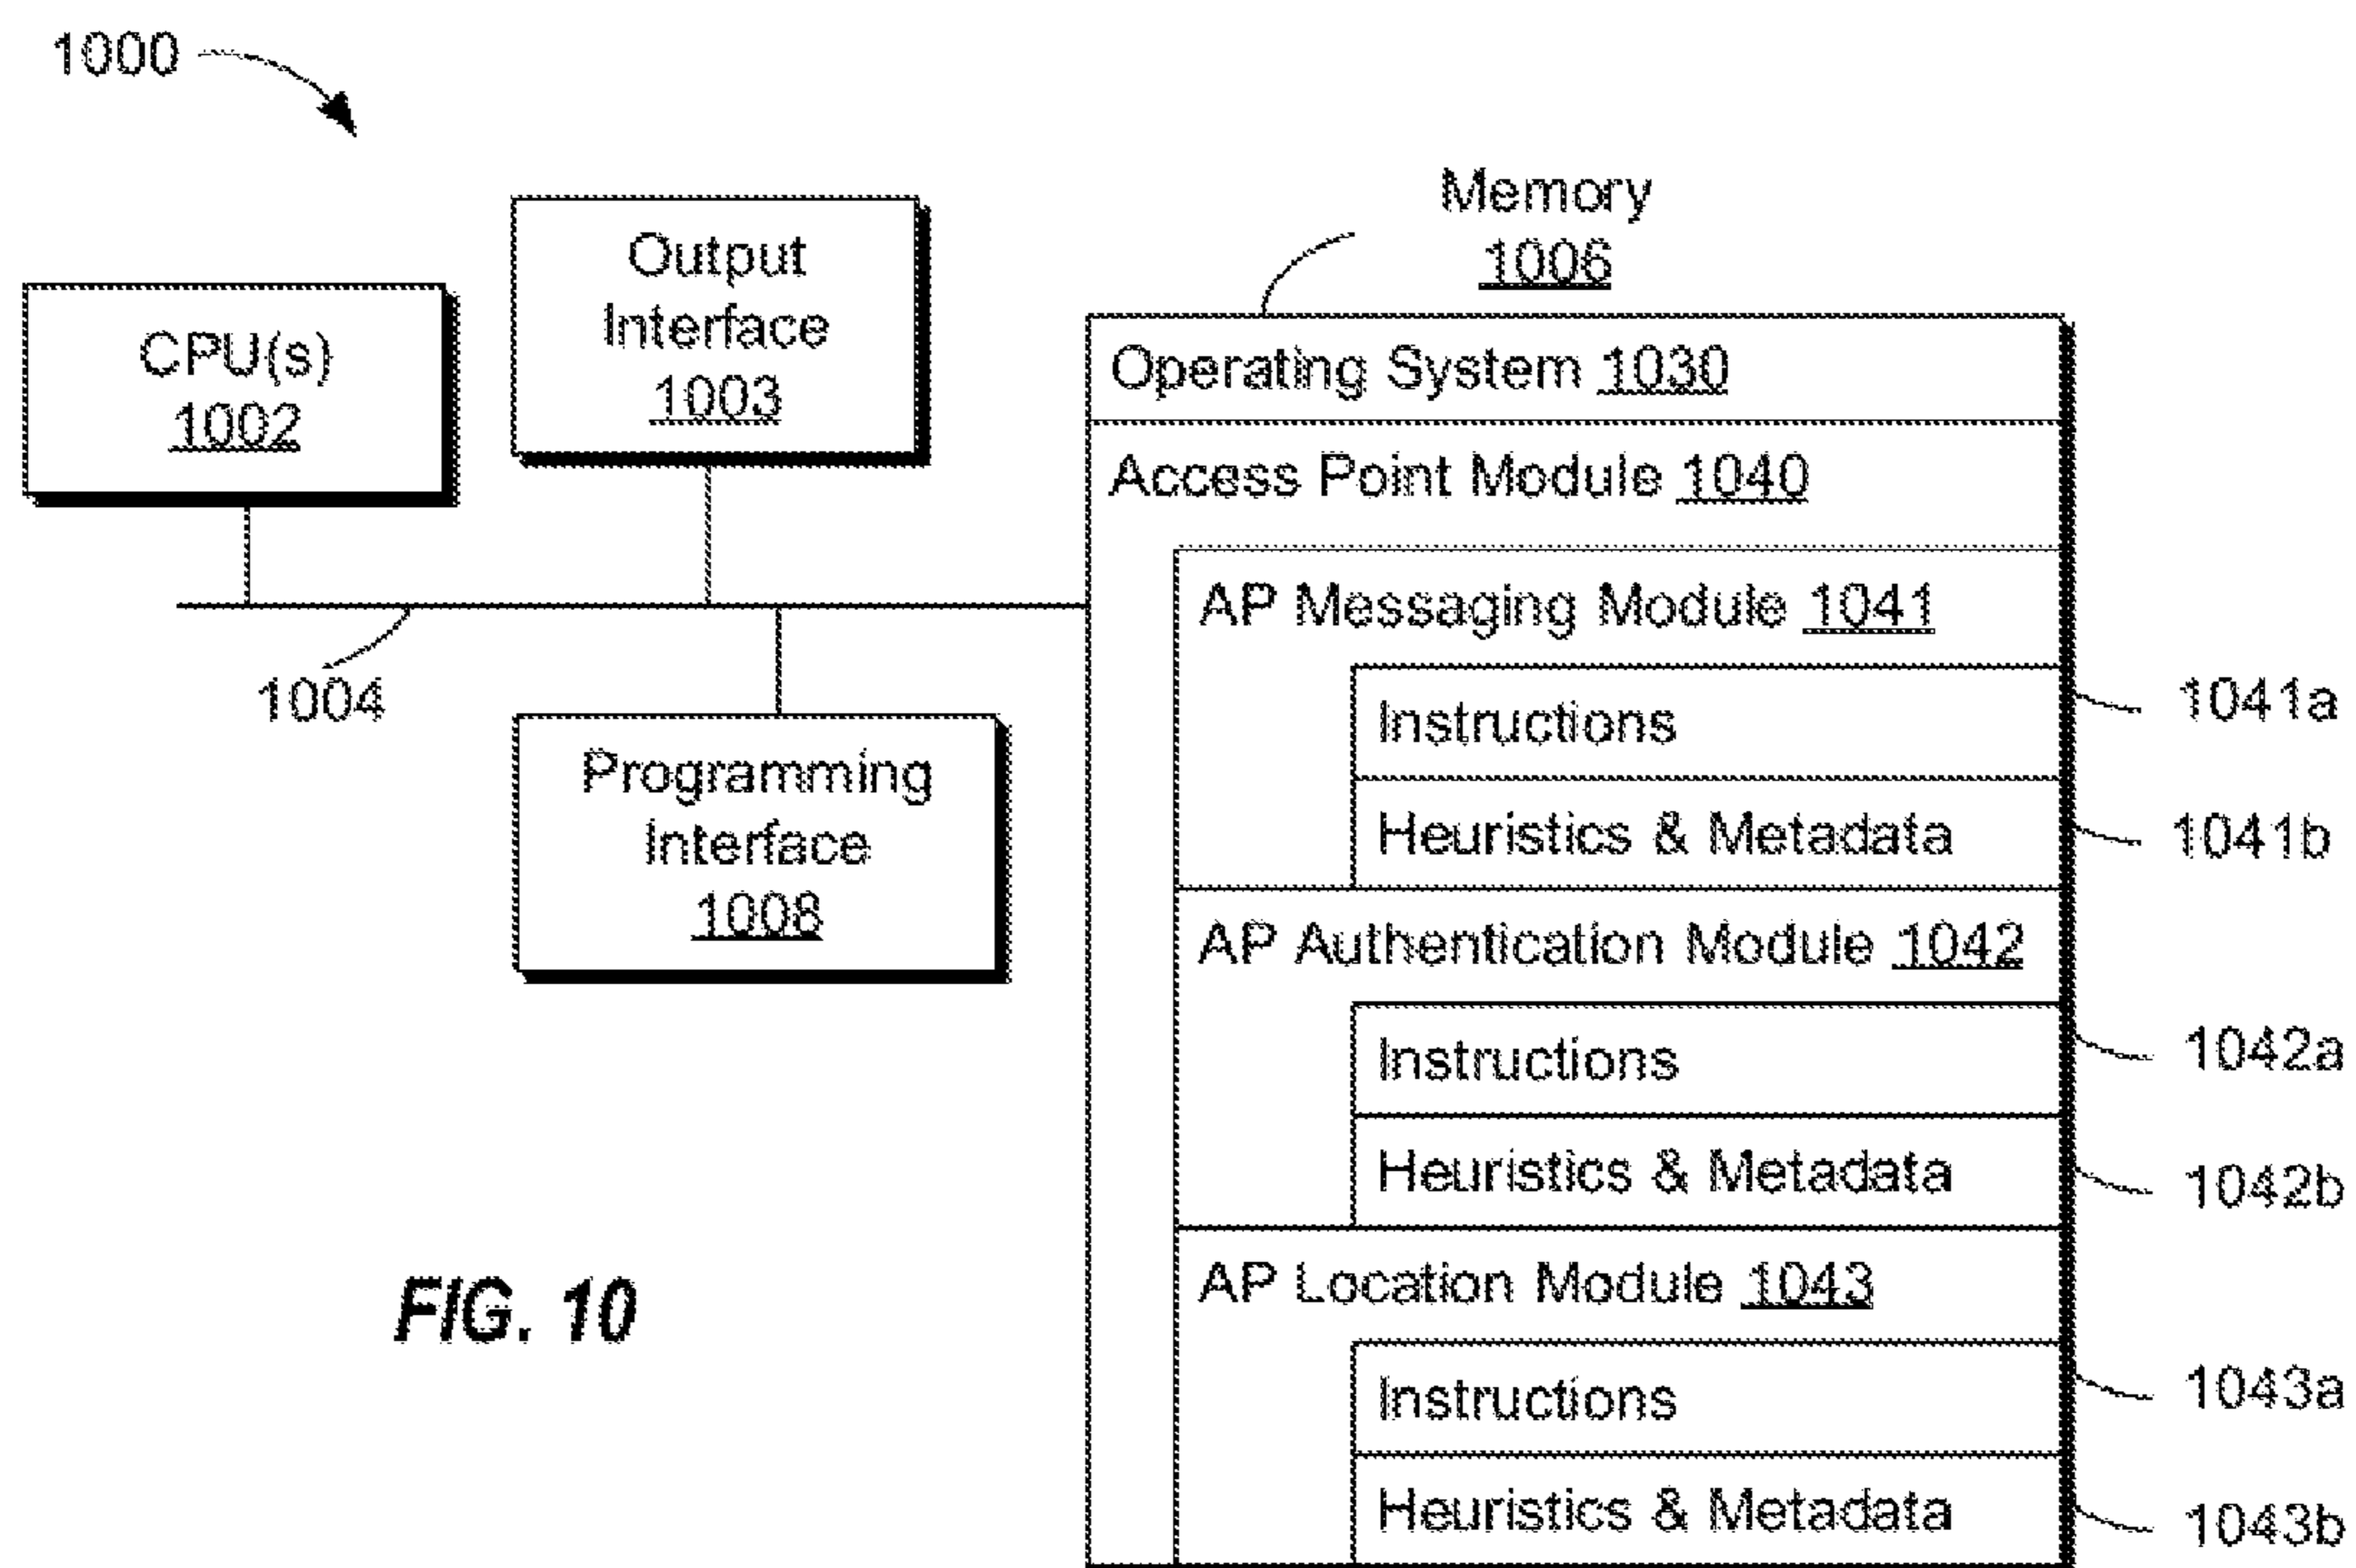 1000
Memory
1006
Output
Interface
1003
CPU(s)
1002
1004
Programming
Interface
1008
Operating System 1030
Access Point Module 1040
AP Messaging Module 1041
Instructions
1041a
Heuristics & Metadata
1041b
AP Authentication Module 1042
Instructions
1042a
Heuristics & Metadata
1042b
AP Location Module 1043
Instructions
1043a
Heuristics & Metadata
1043b
FIG. 10